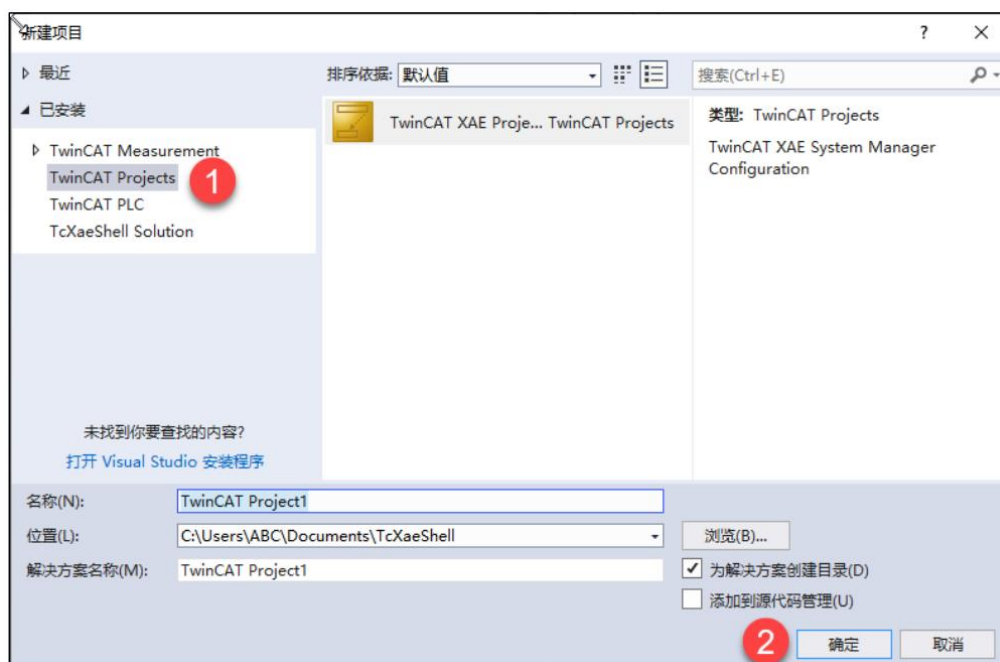 新建项目
?
最近
已安装
TwinCAT Measurement
TwinCAT Projects
1
TwinCAT PLC
TcXaeShell Solution
未找到你要查找的内容?
打开 Visual Studio 安装程序
排序依据: 默认值
TwinCAT XAE Proje... TwinCAT Projects
搜索(Ctrl+E)
类型: TwinCAT Projects
TwinCAT XAE System Manager
Configuration
名称(N): TwinCAT Project1
位置(L): C:\Users\ABC\Documents\TcXaeShell 浏览(B)...
解决方案名称(M): TwinCAT Project1
为解决方案创建目录(D)
添加到源代码管理(U)
2 确定 取消